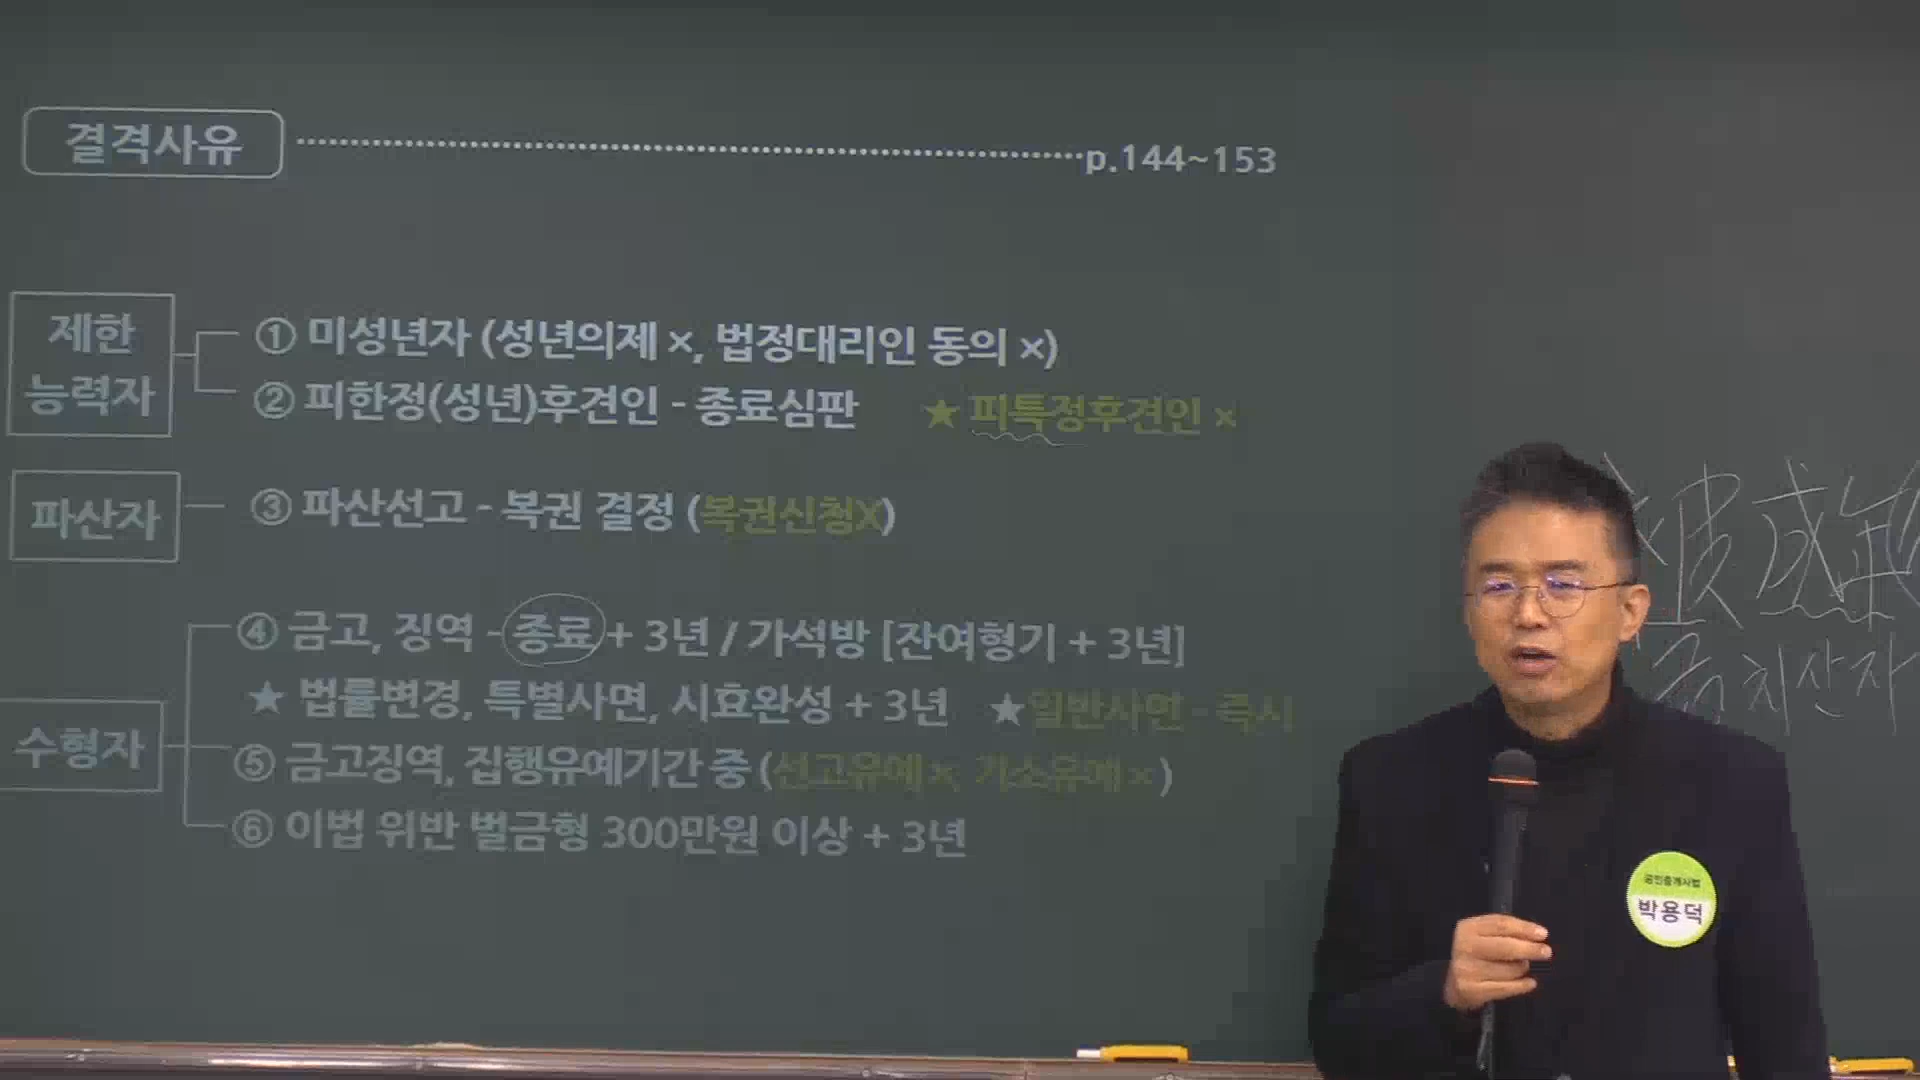 결격사유 p.144~153
제한
능력자
① 미성년자 (성년의제 ×, 법정대리인 동의 ×)
② 피한정(성년)후견인 - 종료심판 ★ 피특정후견인 ×
파산자
③ 파산선고 - 복권 결정 (복권신청X)
수형자
④ 금고, 징역 - 종료 + 3년 / 가석방 [잔여형기 + 3년]
★ 법률변경, 특별사면, 시효완성 + 3년 ★일반사면 - 즉시
⑤ 금고징역, 집행유예기간 중 (선고유예 ×, 기소유예 ×)
⑥ 이법 위반 벌금형 300만원 이상 + 3년
치산자
공인중개사법
박용덕